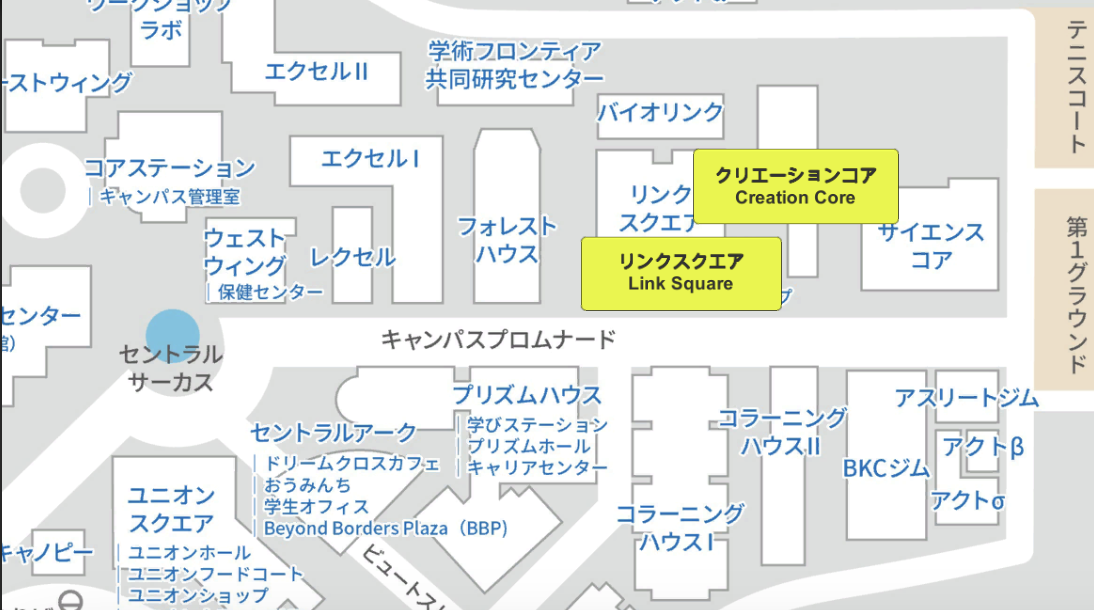 ワークショップ
ラボ
エクセルⅡ
学術フロンティア
共同研究センター
ーストウィング
バイオリンク
テニスコート
コアステーション
キャンパス管理室
エクセルⅠ
リンク
スクエア
クリエーションコア
Creation Core
フォレスト
ハウス
サイエンス
コア
ウェスト
ウィング
保健センター
レクセル
リンクスクエア
Link Square
プ
第1グラウンド
センター
館）
キャンパスプロムナード
セントラル
サーカス
プリズムハウス
学びステーション
プリズムホール
キャリアセンター
セントラルアーク
ドリームクロスカフェ
おうみんち
学生オフィス
Beyond Borders Plaza（BBP）
コラーニング
ハウスⅡ
アスリートジム
アクトβ
BKCジム
アクトσ
コラーニング
ハウスⅠ
ユニオン
スクエア
ユニオンホール
ユニオンフードコート
ユニオンショップ
キャノピー
ビュートスト